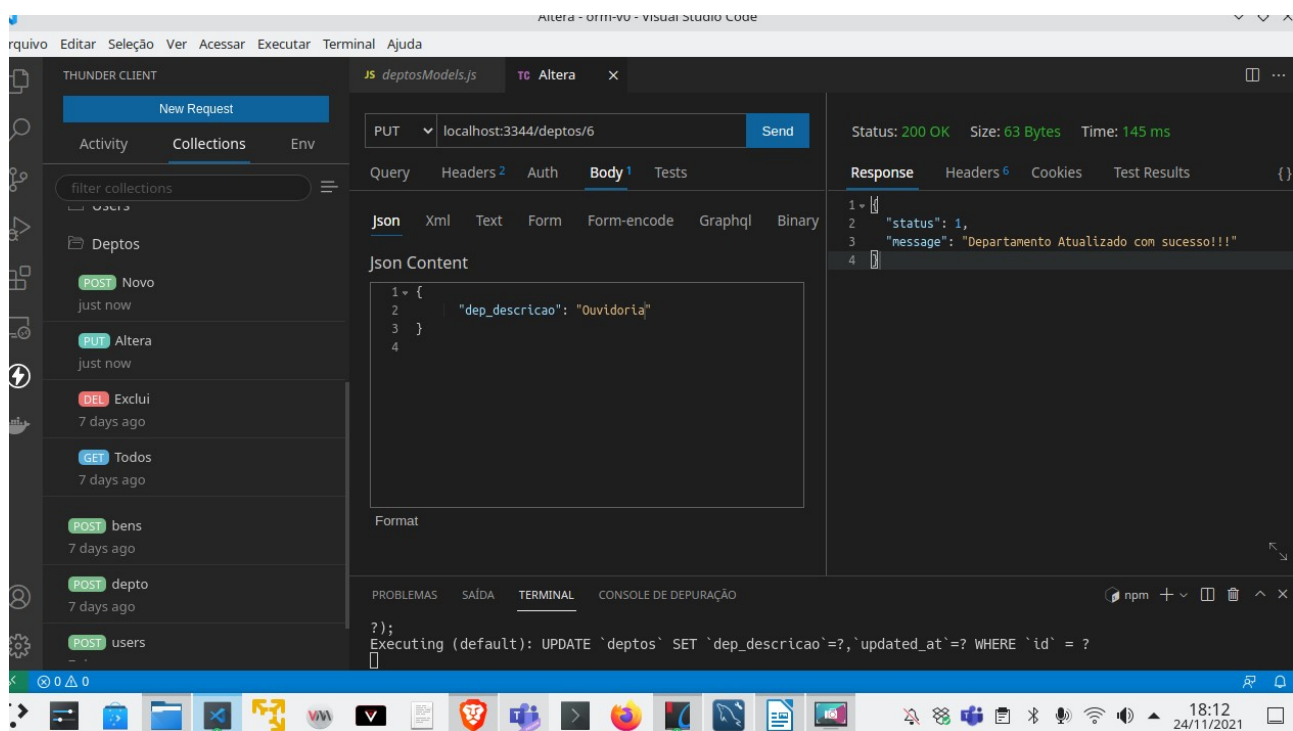 Altera - orm-v0 - Visual Studio Code
rquivo Editar Seleção Ver Acessar Executar Terminal Ajuda
THUNDER CLIENT
New Request
Activity Collections Env
filter collections
Users
Deptos
POST Novo
just now
PUT Altera
just now
DEL Exclui
7 days ago
GET Todos
7 days ago
POST bens
7 days ago
POST depto
7 days ago
POST users
JS deptosModels.js TC Altera
PUT localhost:3344/deptos/6 Send
Query Headers 2 Auth Body 1 Tests
Json Xml Text Form Form-encode Graphql Binary
Json Content
1 {
2 "dep_descricao": "Ouvidoria"
3 }
4
Format
Status: 200 OK Size: 63 Bytes Time: 145 ms
Response Headers 6 Cookies Test Results {}
1 {
2 "status": 1,
3 "message": "Departamento Atualizado com sucesso!!!"
4 }
PROBLEMAS SAÍDA TERMINAL CONSOLE DE DEPURAÇÃO
npm
?);
Executing (default): UPDATE `deptos` SET `dep_descricao`=?,`updated_at`=? WHERE `id` = ?
0 0
18:12
24/11/2021